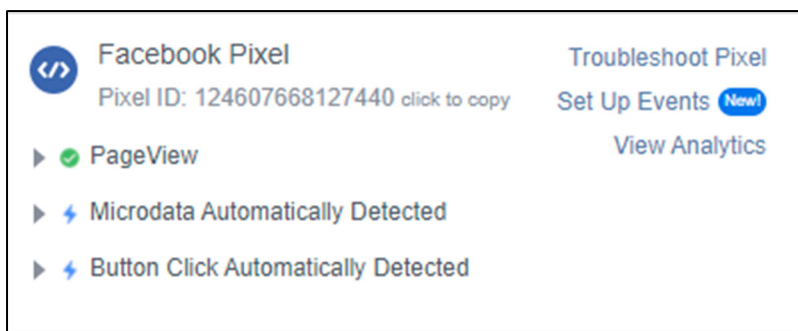 Facebook Pixel
Troubleshoot Pixel
Pixel ID: 124607668127440 click to copy
Set Up Events New!
View Analytics
PageView
Microdata Automatically Detected
Button Click Automatically Detected